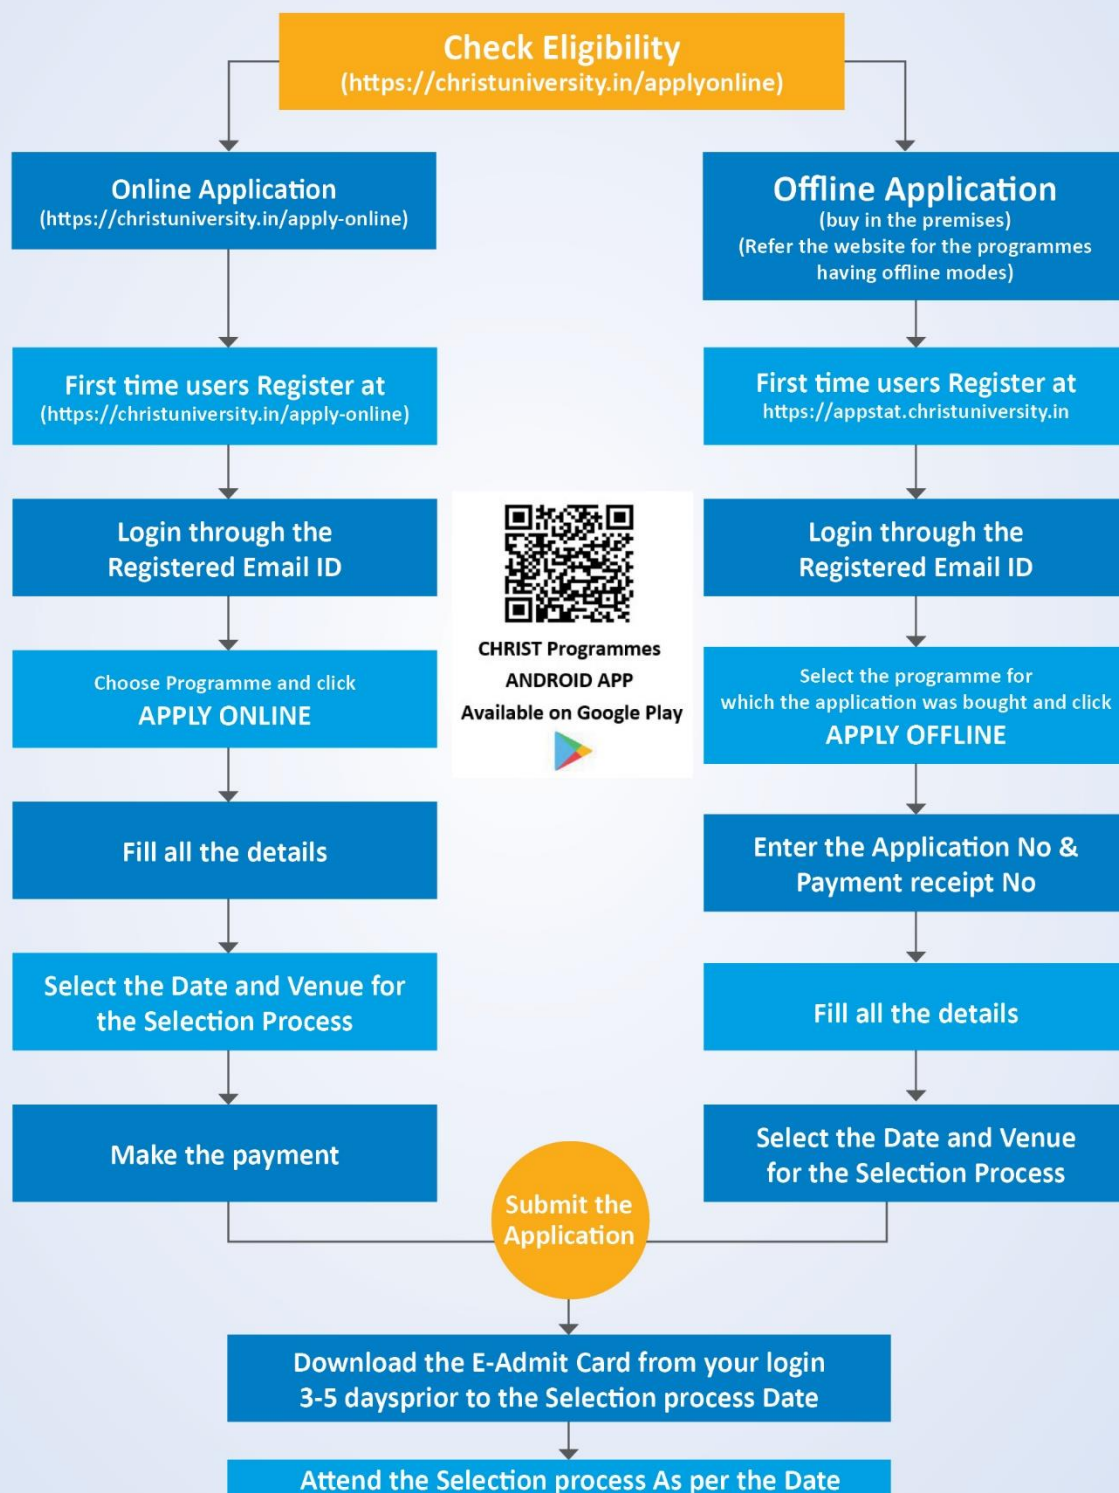 Check Eligibility
(https://christuniversity.in/applyonline)
Online Application
(https://christuniversity.in/apply-online)
First time users Register at
(https://christuniversity.in/apply-online)
Login through the
Registered Email ID
Choose Programme and click
APPLY ONLINE
Fill all the details
Select the Date and Venue for
the Selection Process
Make the payment
Offline Application
(buy in the premises)
(Refer the website for the programmes
having offline modes)
First time users Register at
https://appstat.christuniversity.in
Login through the
Registered Email ID
Select the programme for
which the application was bought and click
APPLY OFFLINE
Enter the Application No &
Payment receipt No
Fill all the details
Select the Date and Venue
for the Selection Process
CHRIST Programmes
ANDROID APP
Available on Google Play
Submit the
Application
Download the E-Admit Card from your login
3-5 daysprior to the Selection process Date
Attend the Selection process As per the Date